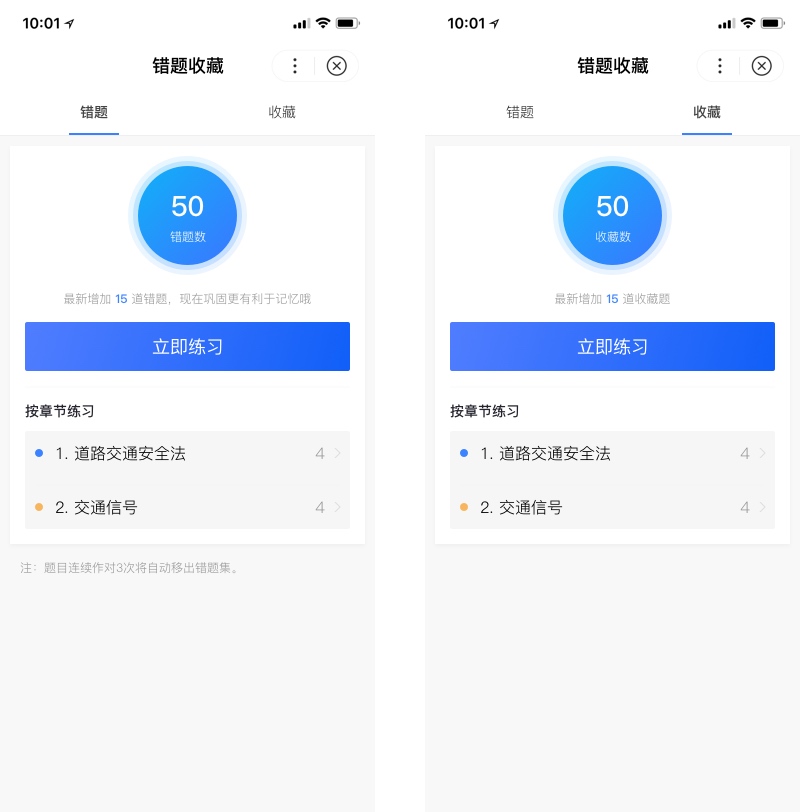 10:01
错题收藏
错题
收藏
50
错题数
最新增加 15 道错题，现在巩固更有利于记忆哦
立即练习
按章节练习
1. 道路交通安全法 4
2. 交通信号 4
注：题目连续作对3次将自动移出错题集。
10:01
错题收藏
错题
收藏
50
收藏数
最新增加 15 道收藏题
立即练习
按章节练习
1. 道路交通安全法 4
2. 交通信号 4